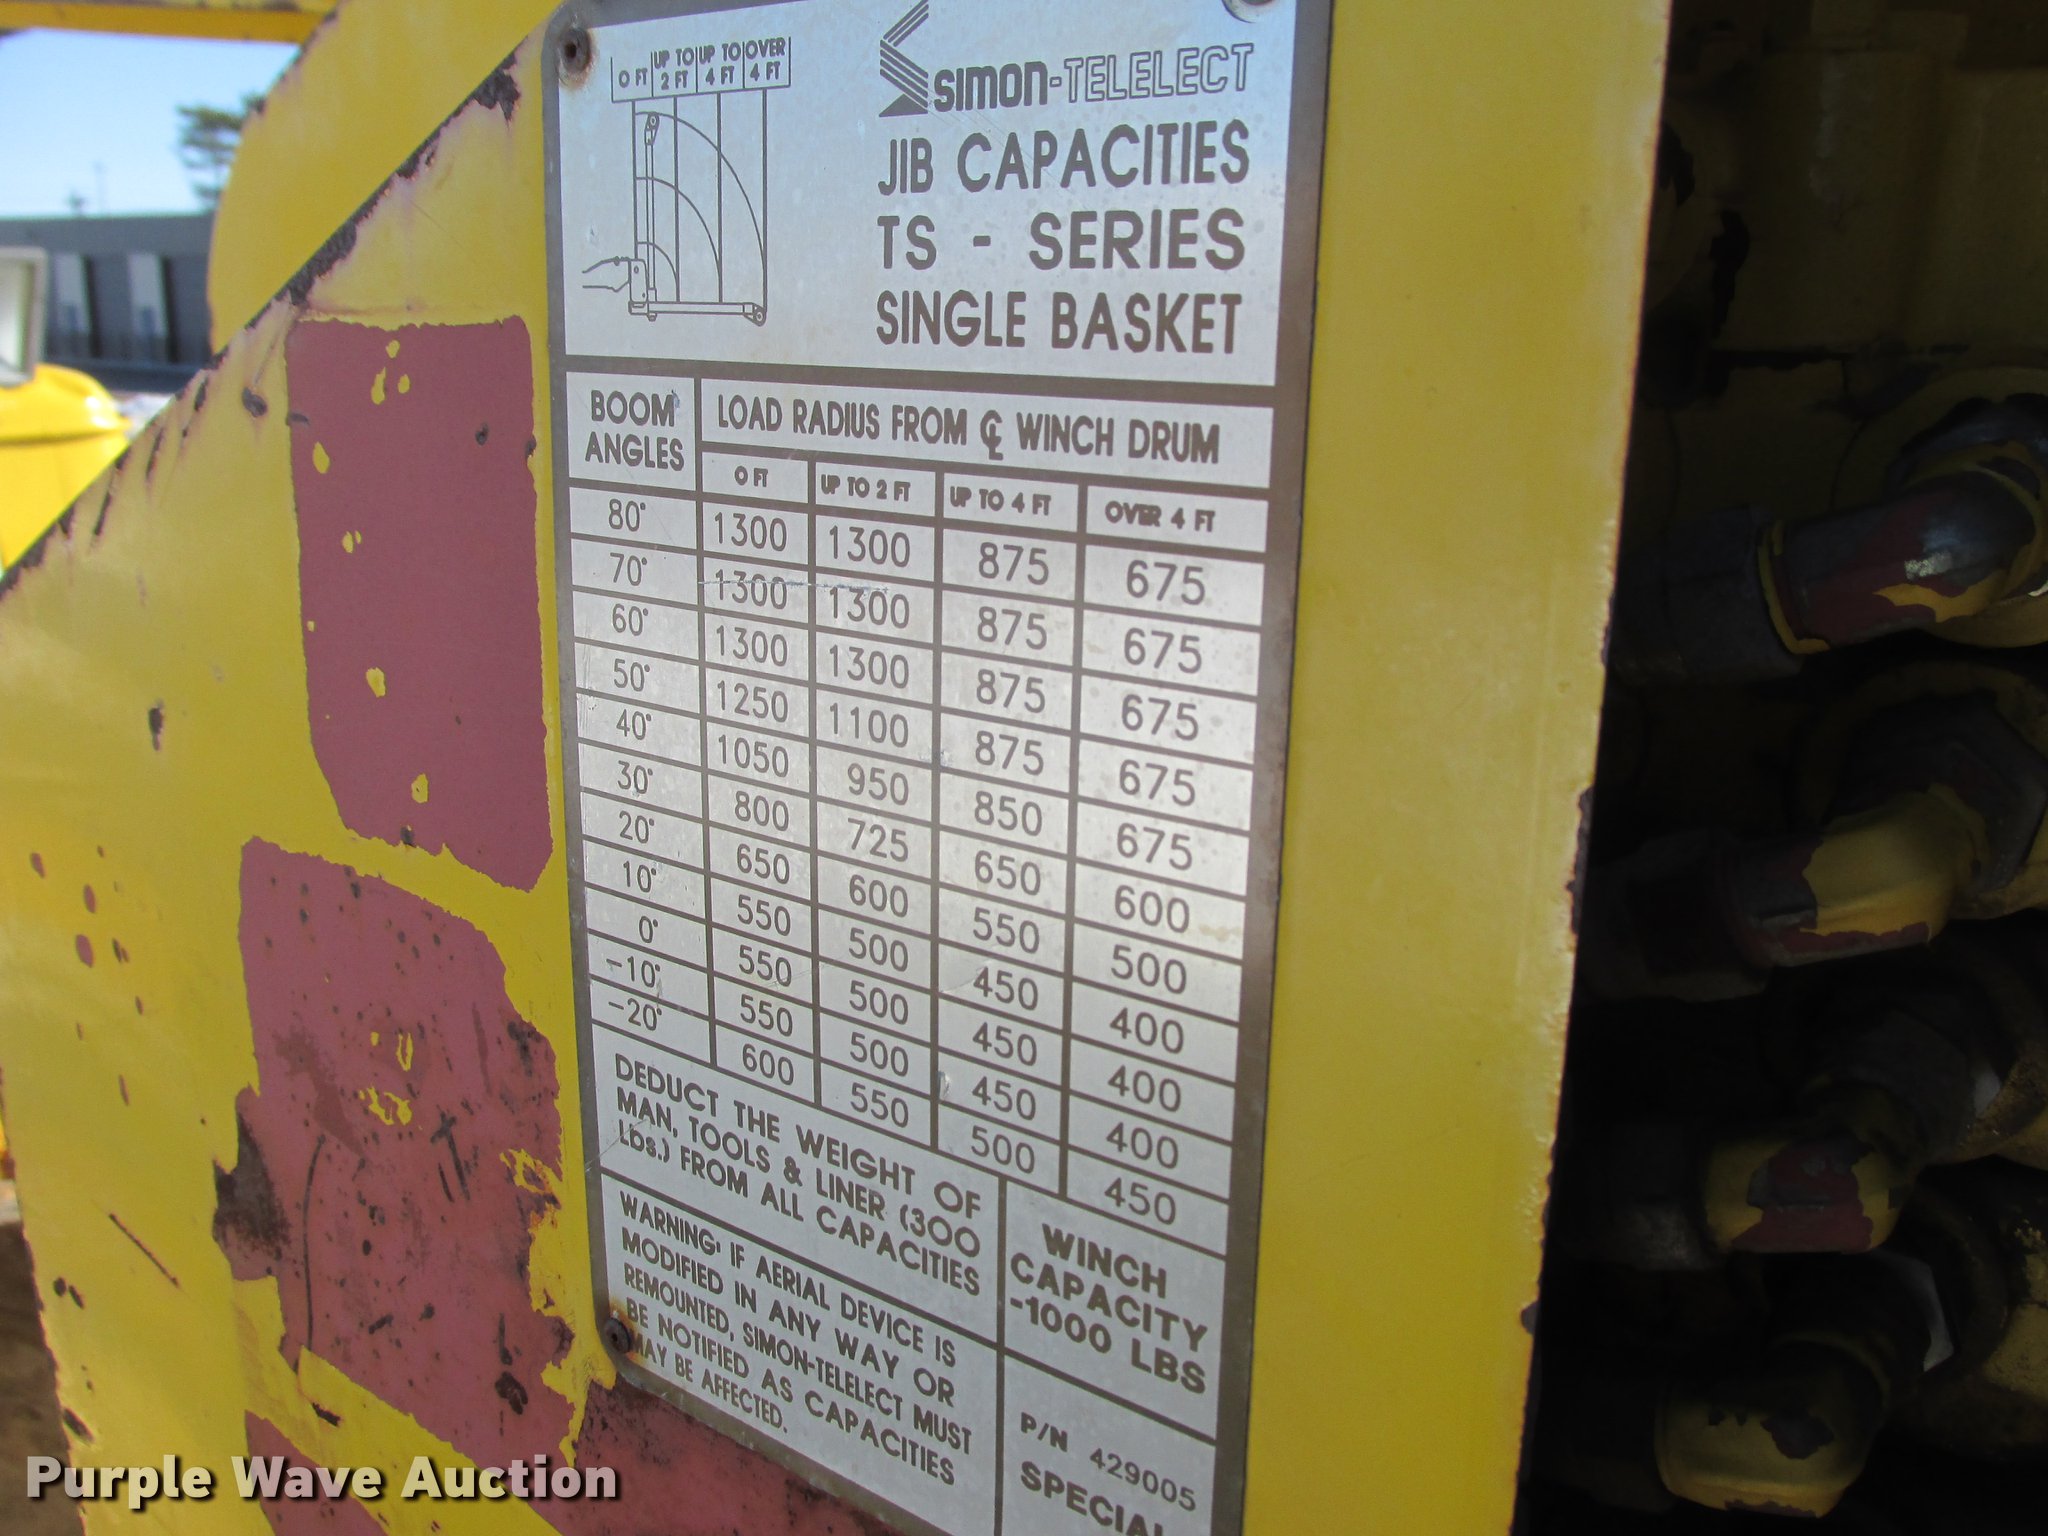 0 FT UP TO 2 FT UP TO 4 FT OVER 4 FT
SIMON-TELELECT
JIB CAPACITIES
TS - SERIES
SINGLE BASKET
BOOM ANGLES
LOAD RADIUS FROM ℄ WINCH DRUM
0 FT UP TO 2 FT UP TO 4 FT OVER 4 FT
80° 1300 1300 875 675
70° 1300 1300 875 675
60° 1300 1300 875 675
50° 1250 1100 875 675
40° 1050 950 850 675
30° 800 725 650 600
20° 650 600 550 500
10° 550 500 450 400
0° 550 500 450 400
-10° 550 500 450 400
-20° 600 550 500 450
DEDUCT THE WEIGHT OF
MAN, TOOLS & LINER (300
Lbs.) FROM ALL CAPACITIES
WINCH
CAPACITY
-1000 LBS
WARNING: IF AERIAL DEVICE IS
MODIFIED IN ANY WAY OR
REMOUNTED, SIMON-TELELECT MUST
BE NOTIFIED AS CAPACITIES
MAY BE AFFECTED.
P/N 429005
SPECIAL
Purple Wave Auction